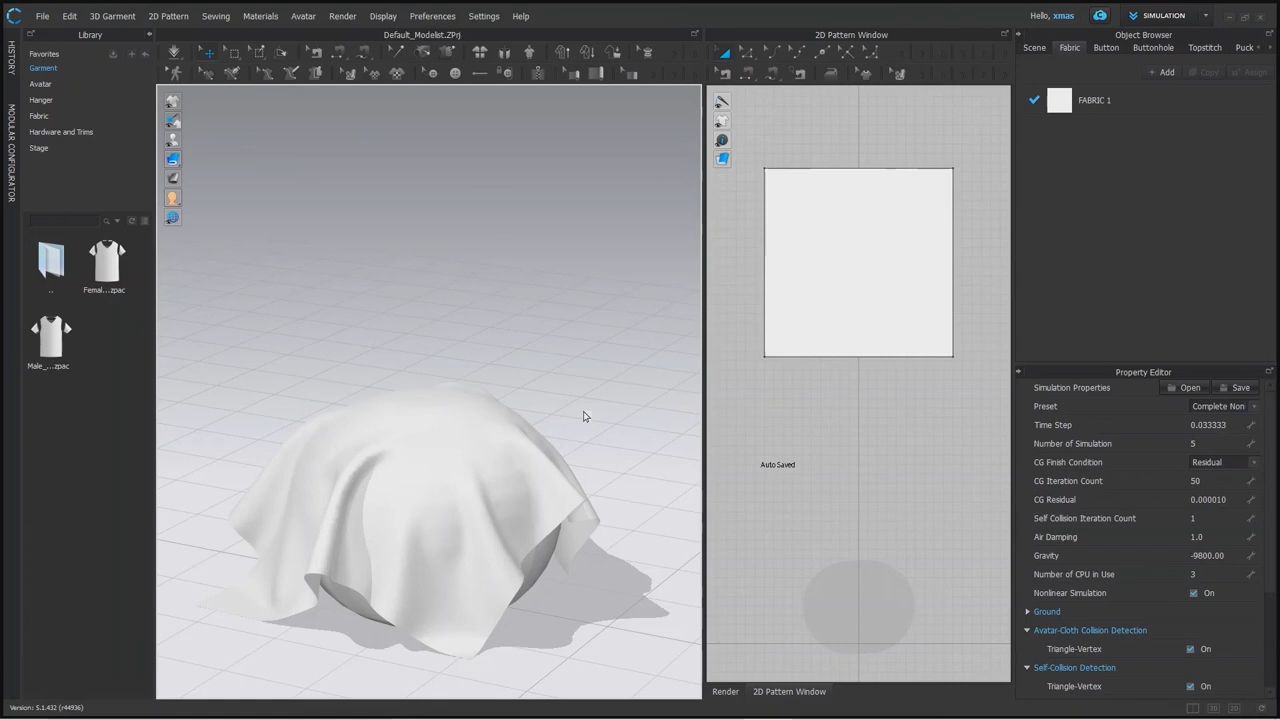 File Edit 3D Garment 2D Pattern Sewing Materials Avatar Render Display Preferences Settings Help
Hello, xmas
SIMULATION
Library
Default_Modelist.ZPrj
2D Pattern Window
Object Browser
HISTORY
MODULAR CONFIGURATOR
Favorites
Garment
Avatar
Hanger
Fabric
Hardware and Trims
Stage
..
Femal...zpac
Male_...zpac
Auto Saved
Render
2D Pattern Window
Scene Fabric Button Buttonhole Topstitch Puck
+ Add Copy Assign
FABRIC 1
Property Editor
Simulation Properties Open Save
Preset Complete Non
Time Step 0.033333
Number of Simulation 5
CG Finish Condition Residual
CG Iteration Count 50
CG Residual 0.000010
Self Collision Iteration Count 1
Air Damping 1.0
Gravity -9800.00
Number of CPU in Use 3
Nonlinear Simulation On
Ground
Avatar-Cloth Collision Detection
Triangle-Vertex On
Self-Collision Detection
Triangle-Vertex On
Version: 5.1.432 (r44936)
3D
2D